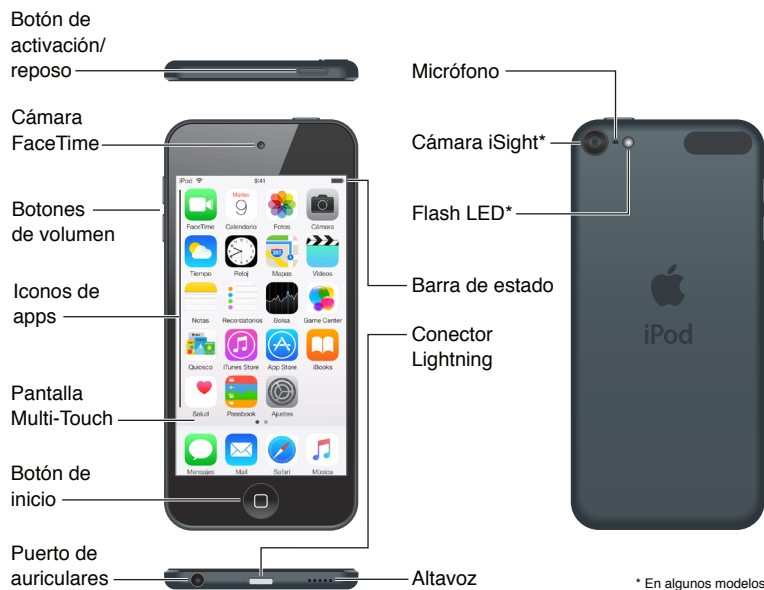 Botón de
activación/
reposo
Cámara
FaceTime
Botones
de volumen
Iconos de
apps
Pantalla
Multi-Touch
Botón de
inicio
Puerto de
auriculares
iPod 9:41
Martes
9
FaceTime Calendario Fotos Cámara
280
Tiempo Reloj Mapas Vídeos
Notas Recordatorios Bolsa Game Center
Quiosco iTunes Store App Store iBooks
Salud Passbook Ajustes
Mensajes Mail Safari Música
Micrófono
Cámara iSight*
Flash LED*
Barra de estado
Conector
Lightning
Altavoz
iPod
* En algunos modelos